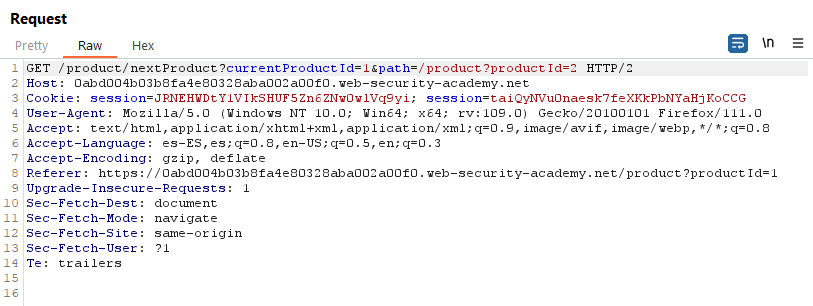 Request
Pretty Raw Hex
\n
1 GET /product/nextProduct?currentProductId=1&path=/product?productId=2 HTTP/2
2 Host: 0abd004b03b8fa4e80328aba002a00f0.web-security-academy.net
3 Cookie: session=JRNEHWDtY1VIkSHUF5Zn6ZNwOwlVq9yi; session=taiQyNVuOnaesk7feXKkPbNYaHjKoCCG
4 User-Agent: Mozilla/5.0 (Windows NT 10.0; Win64; x64; rv:109.0) Gecko/20100101 Firefox/111.0
5 Accept: text/html,application/xhtml+xml,application/xml;q=0.9,image/avif,image/webp,*/*;q=0.8
6 Accept-Language: es-ES,es;q=0.8,en-US;q=0.5,en;q=0.3
7 Accept-Encoding: gzip, deflate
8 Referer: https://0abd004b03b8fa4e80328aba002a00f0.web-security-academy.net/product?productId=1
9 Upgrade-Insecure-Requests: 1
10 Sec-Fetch-Dest: document
11 Sec-Fetch-Mode: navigate
12 Sec-Fetch-Site: same-origin
13 Sec-Fetch-User: ?1
14 Te: trailers
15
16